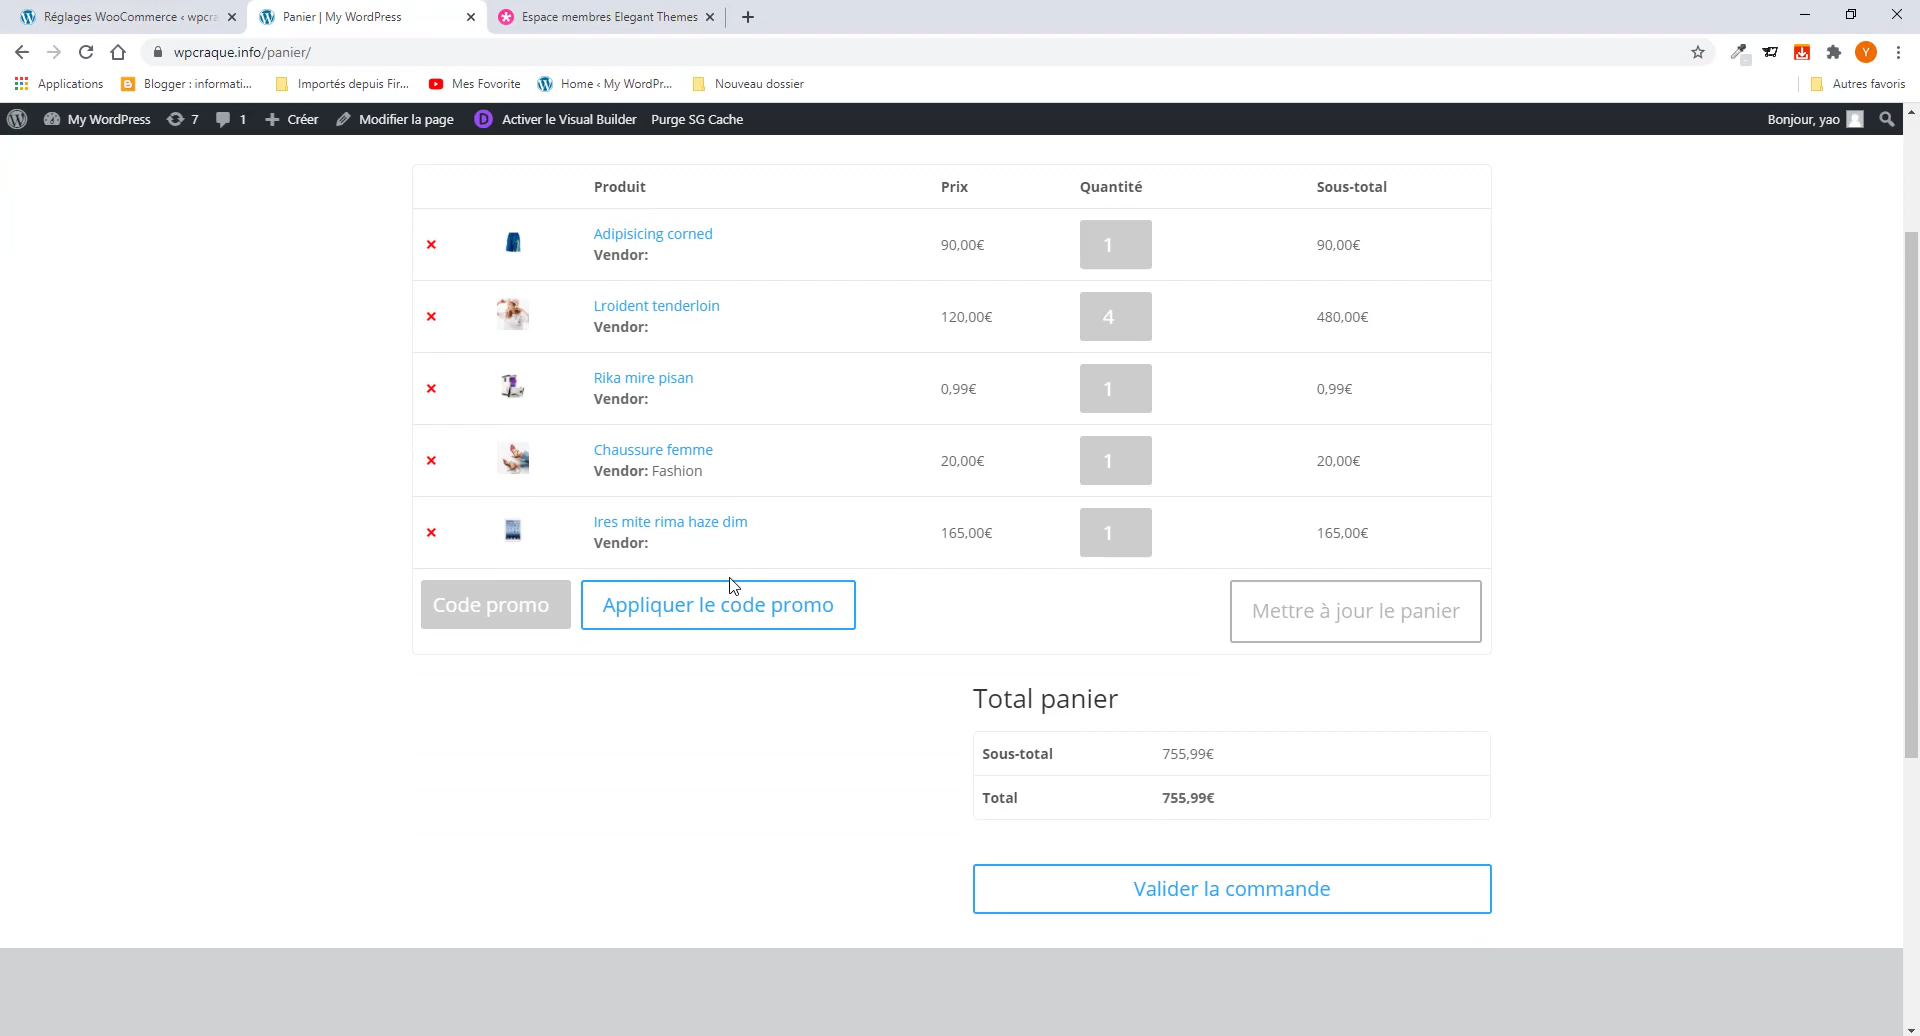 Réglages WooCommerce ‹ wpcra
Panier | My WordPress
Espace membres Elegant Themes
wpcraque.info/panier/
Applications
Blogger : informati...
Importés depuis Fir...
Mes Fovorite
Home ‹ My WordPr...
Nouveau dossier
Autres favoris
My WordPress
7
1
Créer
Modifier la page
D
Activer le Visual Builder
Purge SG Cache
Bonjour, yao
Y
Produit Prix Quantité Sous-total
Adipisicing corned
Vendor:
90,00€ 1 90,00€
Lroident tenderloin
Vendor:
120,00€ 4 480,00€
Rika mire pisan
Vendor:
0,99€ 1 0,99€
Chaussure femme
Vendor: Fashion
20,00€ 1 20,00€
Ires mite rima haze dim
Vendor:
165,00€ 1 165,00€
Code promo
Appliquer le code promo
Mettre à jour le panier
Total panier
Sous-total 755,99€
Total 755,99€
Valider la commande